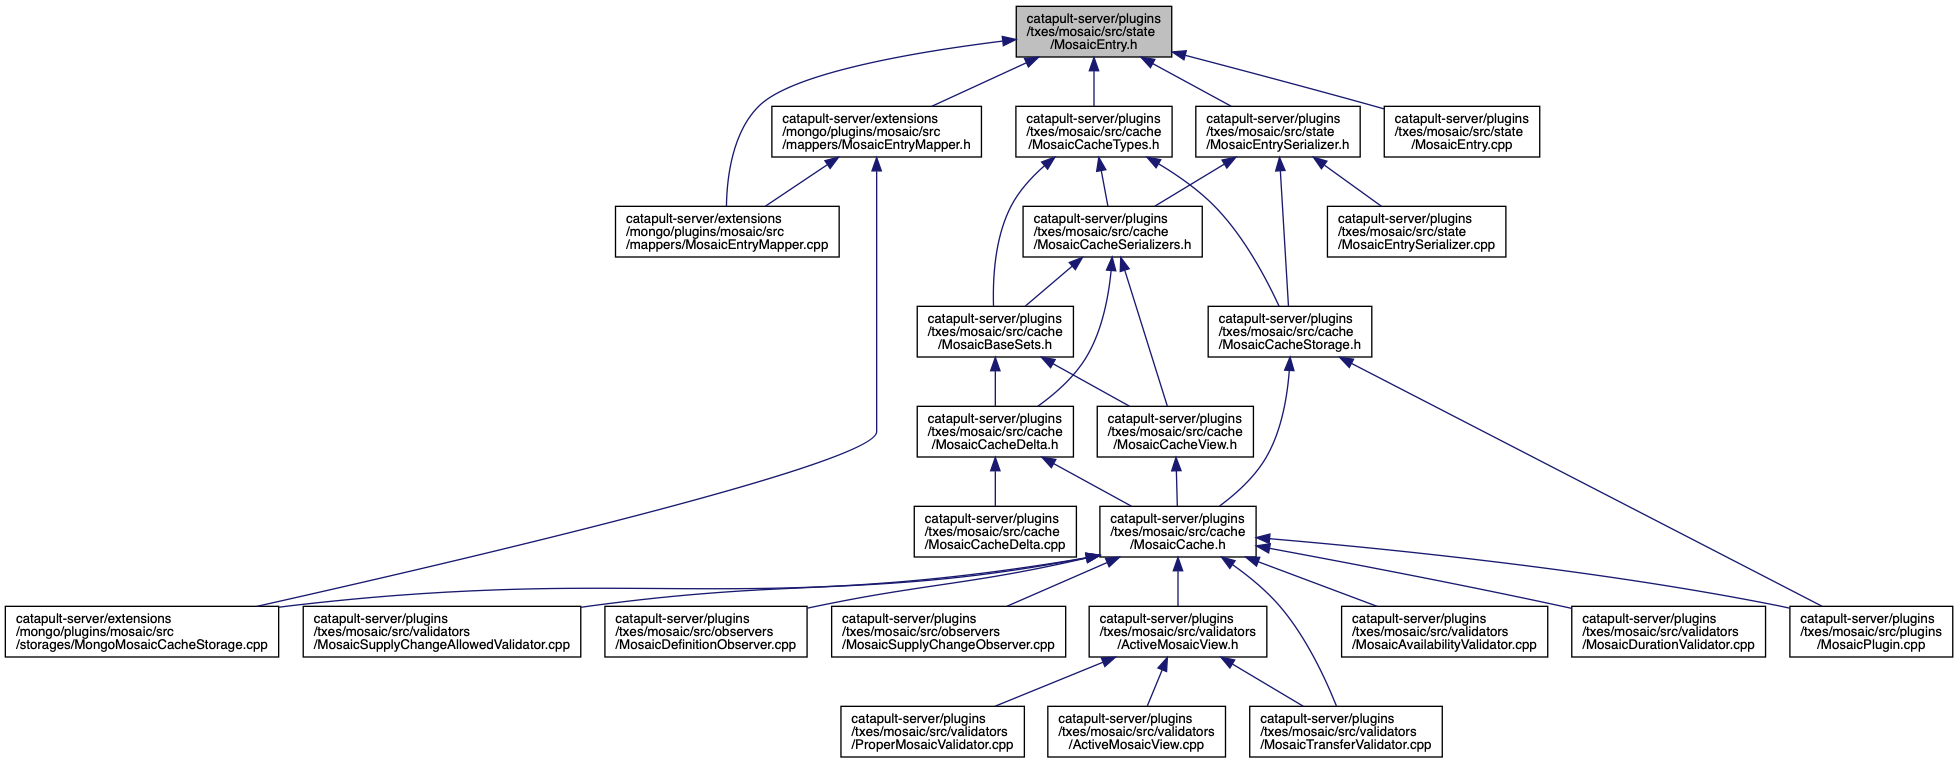 catapult-server/plugins
/txes/mosaic/src/state
/MosaicEntry.h
catapult-server/extensions
/mongo/plugins/mosaic/src
/mappers/MosaicEntryMapper.h
catapult-server/plugins
/txes/mosaic/src/cache
/MosaicCacheTypes.h
catapult-server/plugins
/txes/mosaic/src/state
/MosaicEntrySerializer.h
catapult-server/plugins
/txes/mosaic/src/state
/MosaicEntry.cpp
catapult-server/extensions
/mongo/plugins/mosaic/src
/mappers/MosaicEntryMapper.cpp
catapult-server/plugins
/txes/mosaic/src/cache
/MosaicCacheSerializers.h
catapult-server/plugins
/txes/mosaic/src/state
/MosaicEntrySerializer.cpp
catapult-server/plugins
/txes/mosaic/src/cache
/MosaicBaseSets.h
catapult-server/plugins
/txes/mosaic/src/cache
/MosaicCacheStorage.h
catapult-server/plugins
/txes/mosaic/src/cache
/MosaicCacheDelta.h
catapult-server/plugins
/txes/mosaic/src/cache
/MosaicCacheView.h
catapult-server/plugins
/txes/mosaic/src/cache
/MosaicCacheDelta.cpp
catapult-server/plugins
/txes/mosaic/src/cache
/MosaicCache.h
catapult-server/extensions
/mongo/plugins/mosaic/src
/storages/MongoMosaicCacheStorage.cpp
catapult-server/plugins
/txes/mosaic/src/validators
/MosaicSupplyChangeAllowedValidator.cpp
catapult-server/plugins
/txes/mosaic/src/observers
/MosaicDefinitionObserver.cpp
catapult-server/plugins
/txes/mosaic/src/observers
/MosaicSupplyChangeObserver.cpp
catapult-server/plugins
/txes/mosaic/src/validators
/ActiveMosaicView.h
catapult-server/plugins
/txes/mosaic/src/validators
/MosaicAvailabilityValidator.cpp
catapult-server/plugins
/txes/mosaic/src/validators
/MosaicDurationValidator.cpp
catapult-server/plugins
/txes/mosaic/src/plugins
/MosaicPlugin.cpp
catapult-server/plugins
/txes/mosaic/src/validators
/ProperMosaicValidator.cpp
catapult-server/plugins
/txes/mosaic/src/validators
/ActiveMosaicView.cpp
catapult-server/plugins
/txes/mosaic/src/validators
/MosaicTransferValidator.cpp